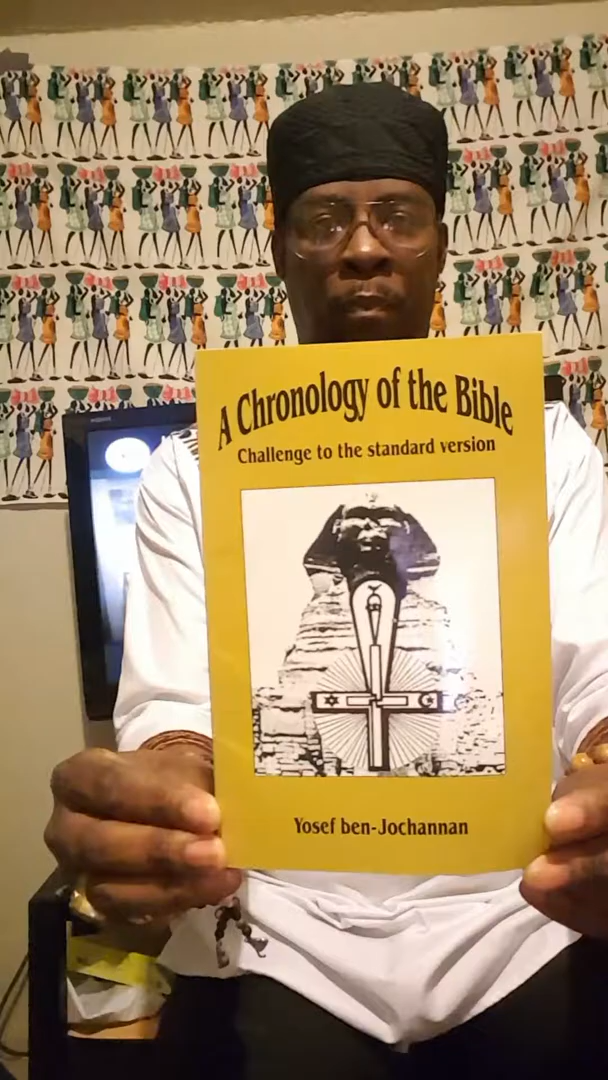 A Chronology of the Bible
Challenge to the standard version
Yosef ben-Jochannan